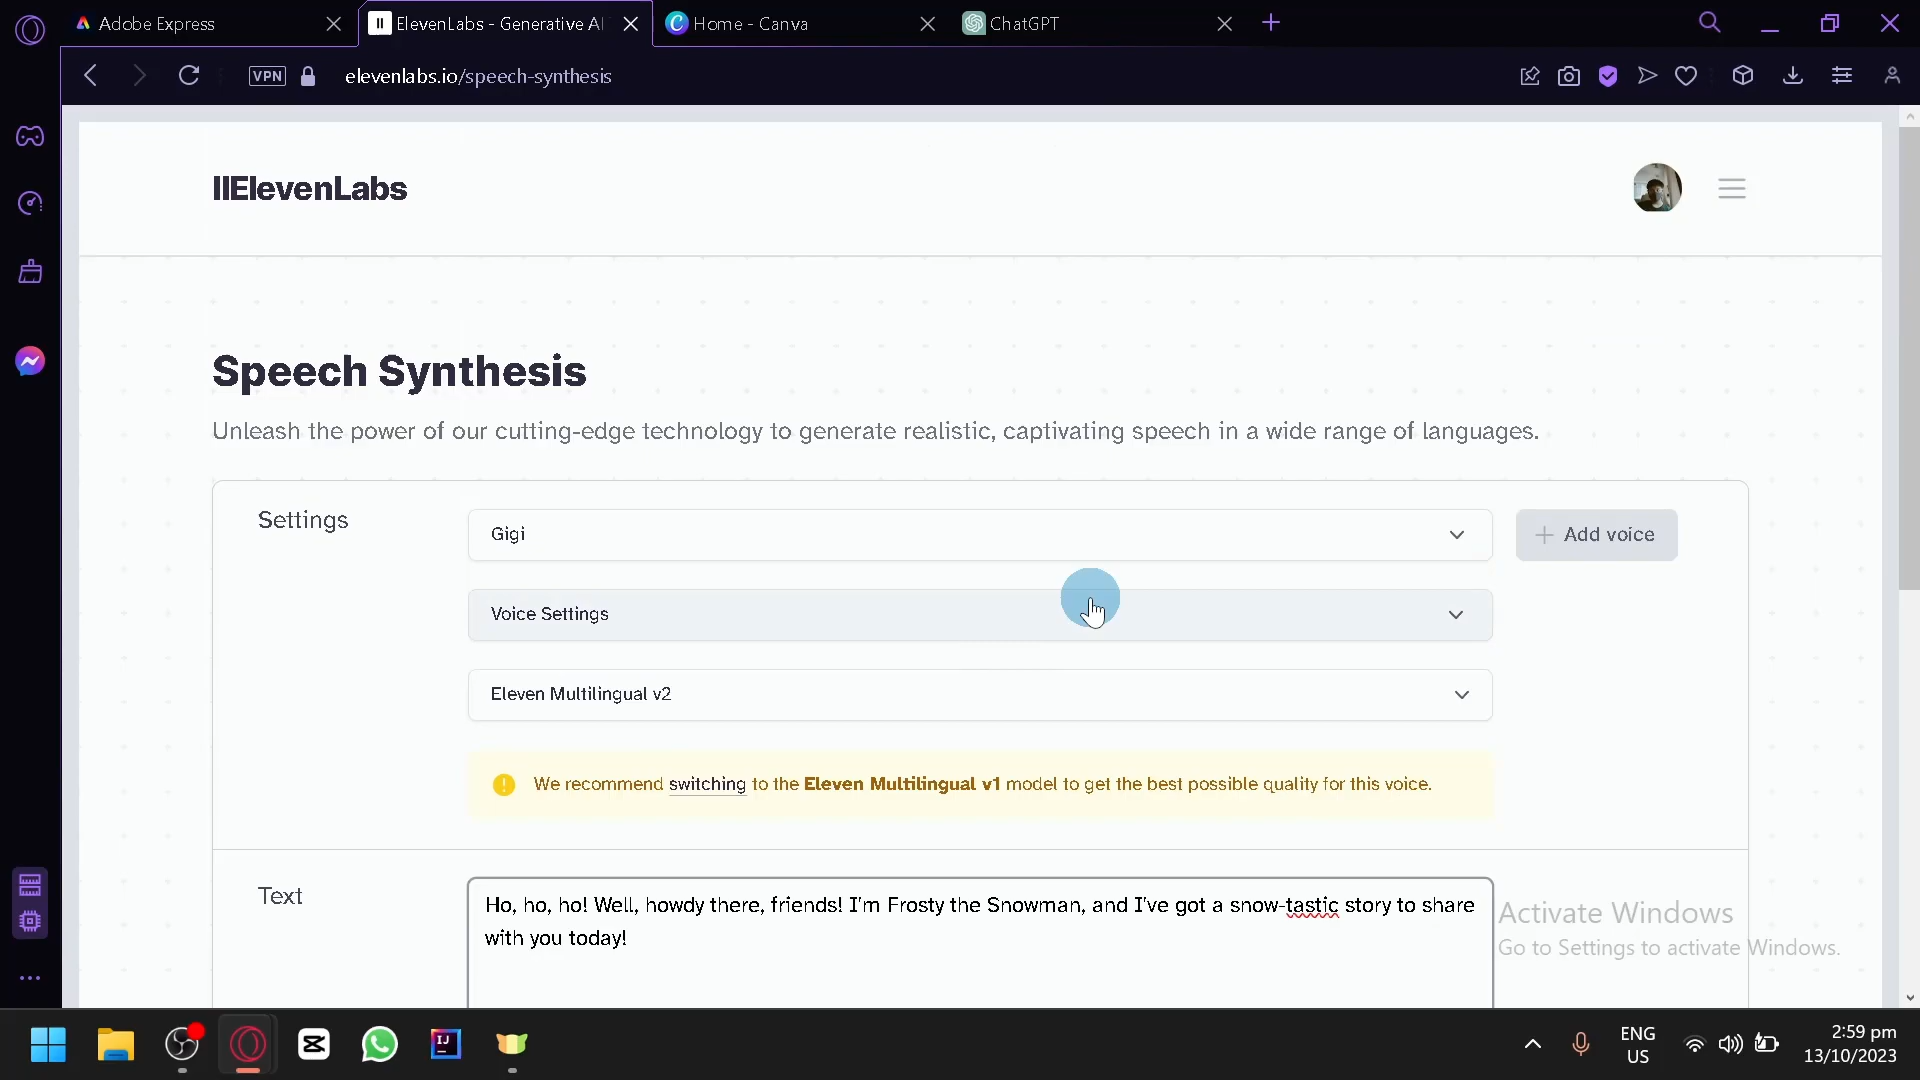 Adobe Express
ElevenLabs - Generative AI
Home - Canva
ChatGPT
VPN
elevenlabs.io/speech-synthesis
IIElevenLabs
Speech Synthesis
Unleash the power of our cutting-edge technology to generate realistic, captivating speech in a wide range of languages.
Settings
Gigi
+ Add voice
Voice Settings
Eleven Multilingual v2
We recommend switching to the Eleven Multilingual v1 model to get the best possible quality for this voice.
Text
Ho, ho, ho! Well, howdy there, friends! I'm Frosty the Snowman, and I've got a snow-tastic story to share
with you today!
Activate Windows
Go to Settings to activate Windows.
IJ
ENG
US
2:59 pm
13/10/2023